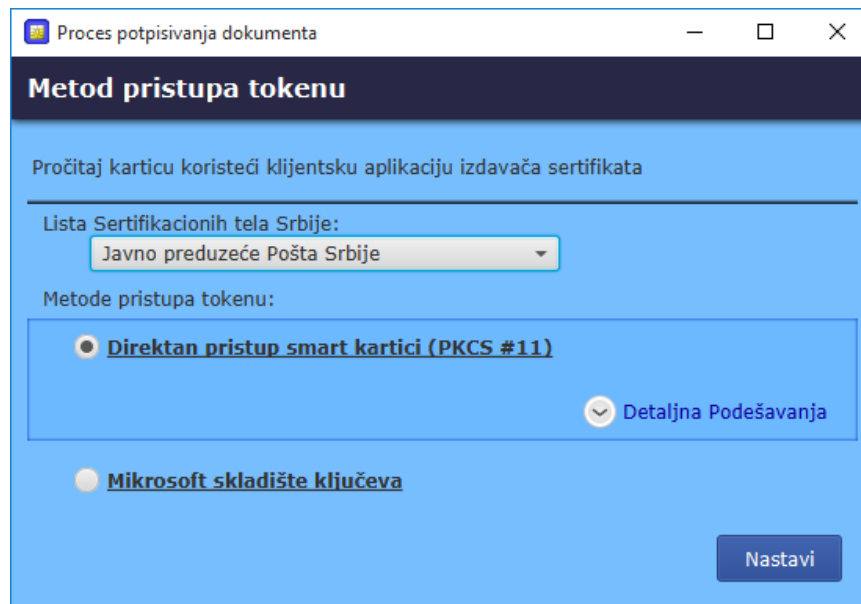 Proces potpisivanja dokumenta
Metod pristupa tokenu
Pročitaj karticu koristeći klijentsku aplikaciju izdavača sertifikata
Lista Sertifikacionih tela Srbije:
Javno preduzeće Pošta Srbije
Metode pristupa tokenu:
Direktan pristup smart kartici (PKCS #11)
Detaljna Podešavanja
Mikrosoft skladište ključeva
Nastavi